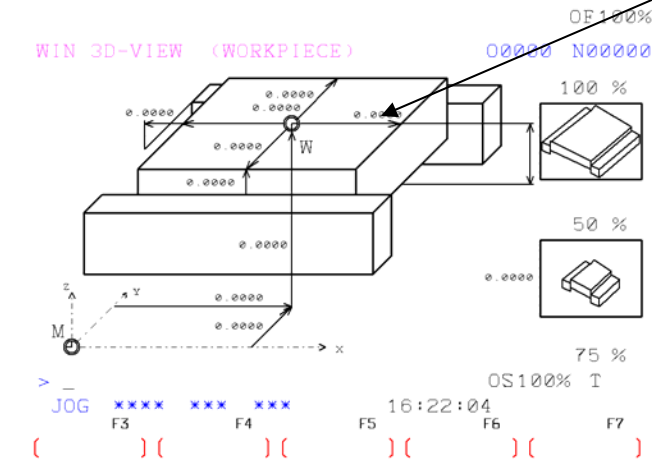 OF100%
WIN 3D-VIEW (WORKPIECE) O0000 N00000
100 %
0.0000
0.0000
0.0000 0.0000
W
0.0000
0.0000
50 %
0.0000
0.0000
Z Y
0.0000
0.0000
M
X
75 %
> _ OS100% T
JOG **** *** *** 16:22:04
F3 F4 F5 F6 F7
( )( )( )( )( )